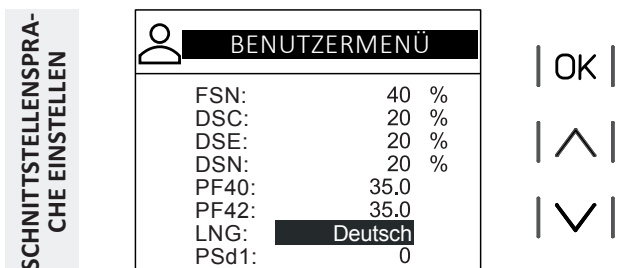 SCHNITTSTELLENSPRA-
CHE EINSTELLEN
BENUTZERMENÜ
FSN: 40 %
DSC: 20 %
DSE: 20 %
DSN: 20 %
PF40: 35.0
PF42: 35.0
LNG: Deutsch
PSd1: 0
OK